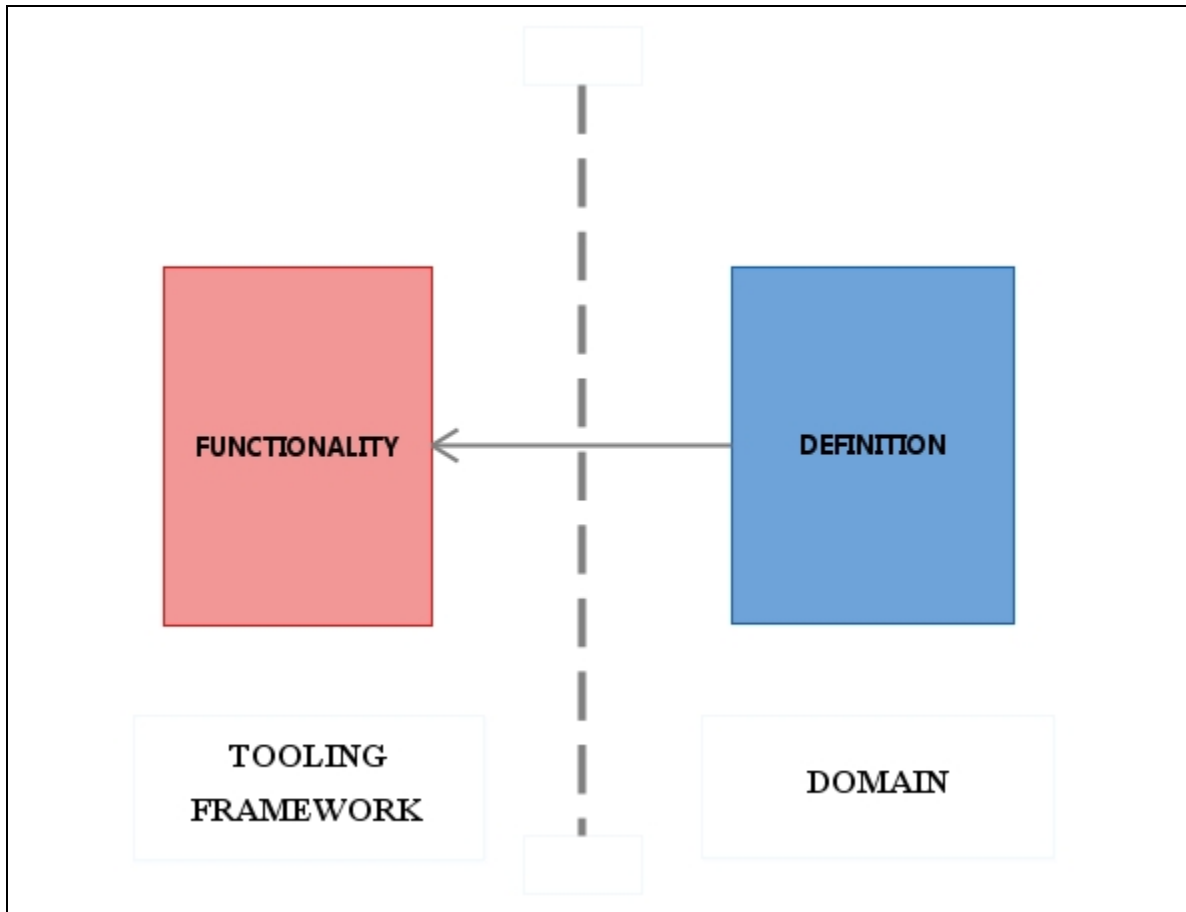 FUNCTIONALITY
DEFINITION
TOOLING
FRAMEWORK
DOMAIN